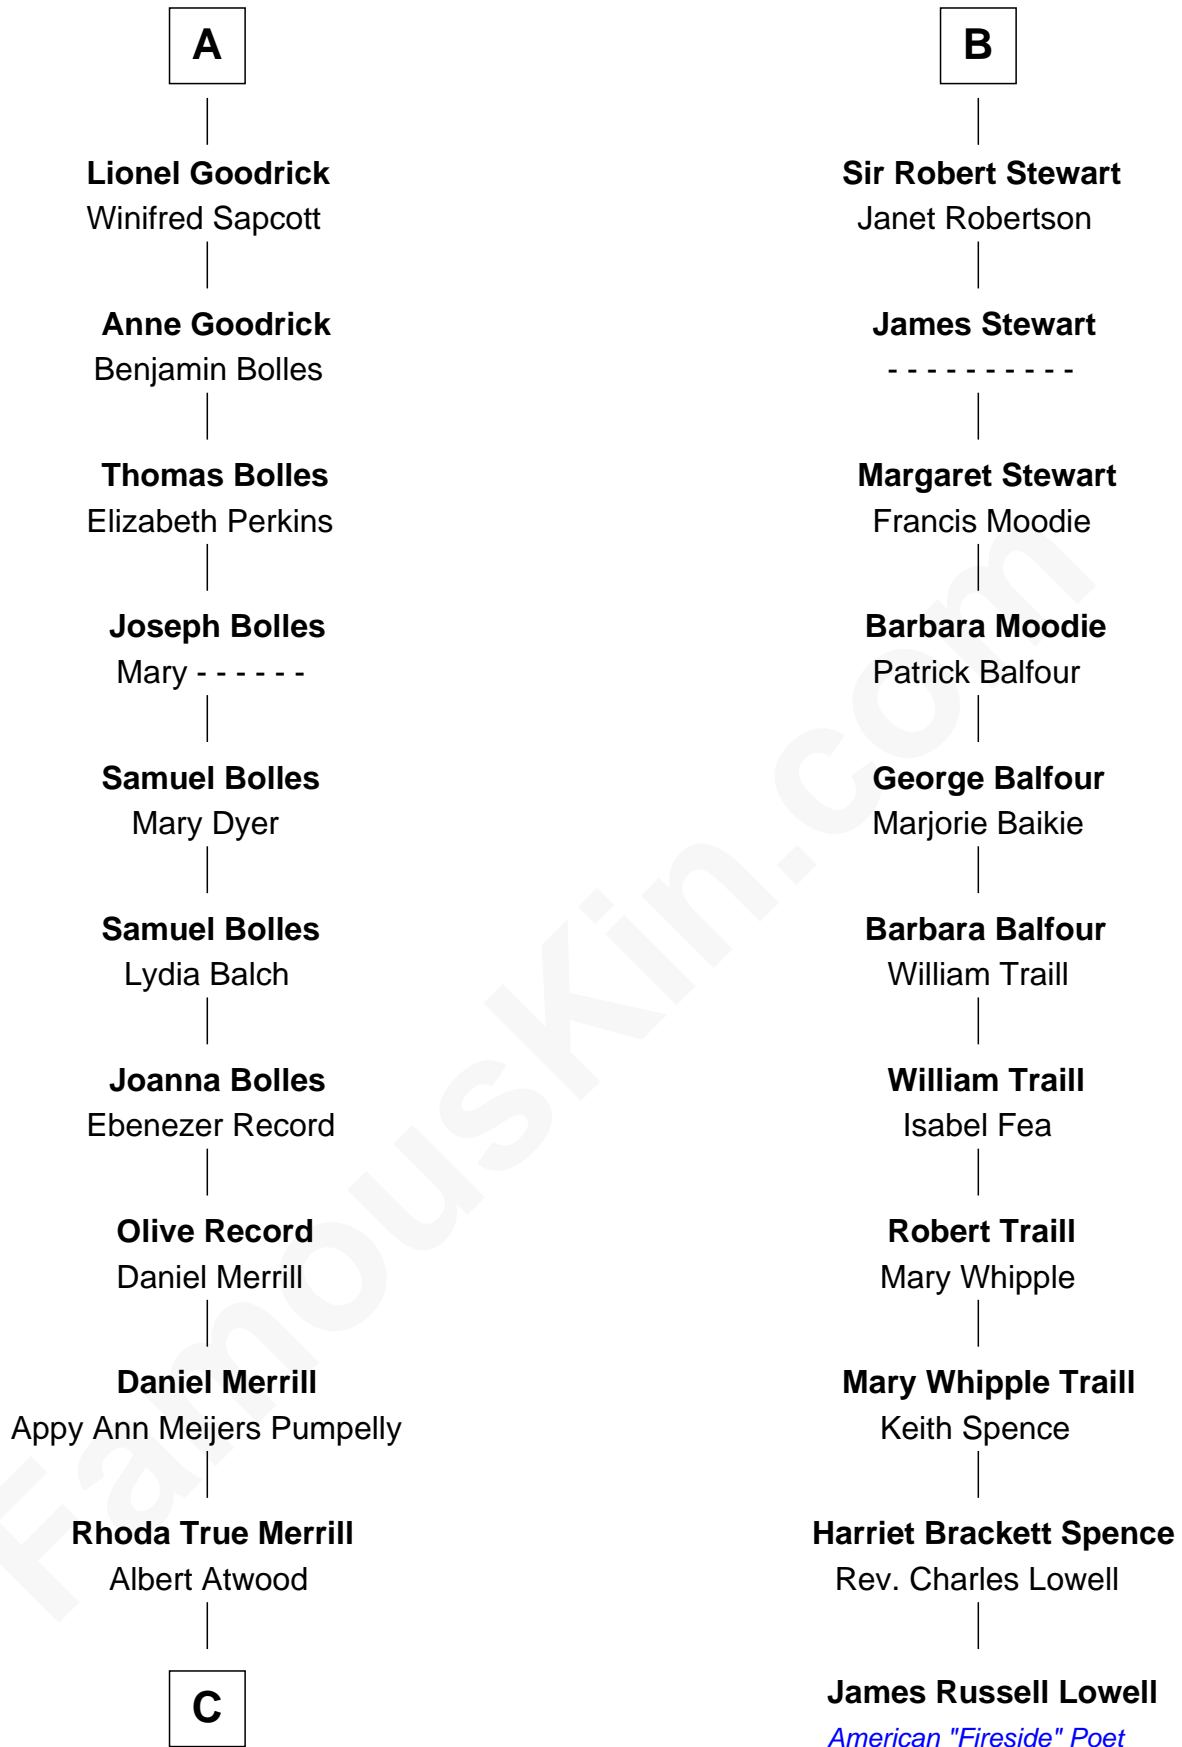 A
Lionel Goodrick
Winifred Sapcott
Anne Goodrick
Benjamin Bolles
Thomas Bolles
Elizabeth Perkins
Joseph Bolles
Mary - - - - - -
Samuel Bolles
Mary Dyer
Samuel Bolles
Lydia Balch
Joanna Bolles
Ebenezer Record
Olive Record
Daniel Merrill
Daniel Merrill
Appy Ann Meijers Pumpelly
Rhoda True Merrill
Albert Atwood
C
B
Sir Robert Stewart
Janet Robertson
James Stewart
- - - - - - - - - -
Margaret Stewart
Francis Moodie
Barbara Moodie
Patrick Balfour
George Balfour
Marjorie Baikie
Barbara Balfour
William Traill
William Traill
Isabel Fea
Robert Traill
Mary Whipple
Mary Whipple Traill
Keith Spence
Harriet Brackett Spence
Rev. Charles Lowell
James Russell Lowell
American "Fireside" Poet
FamousKin.com